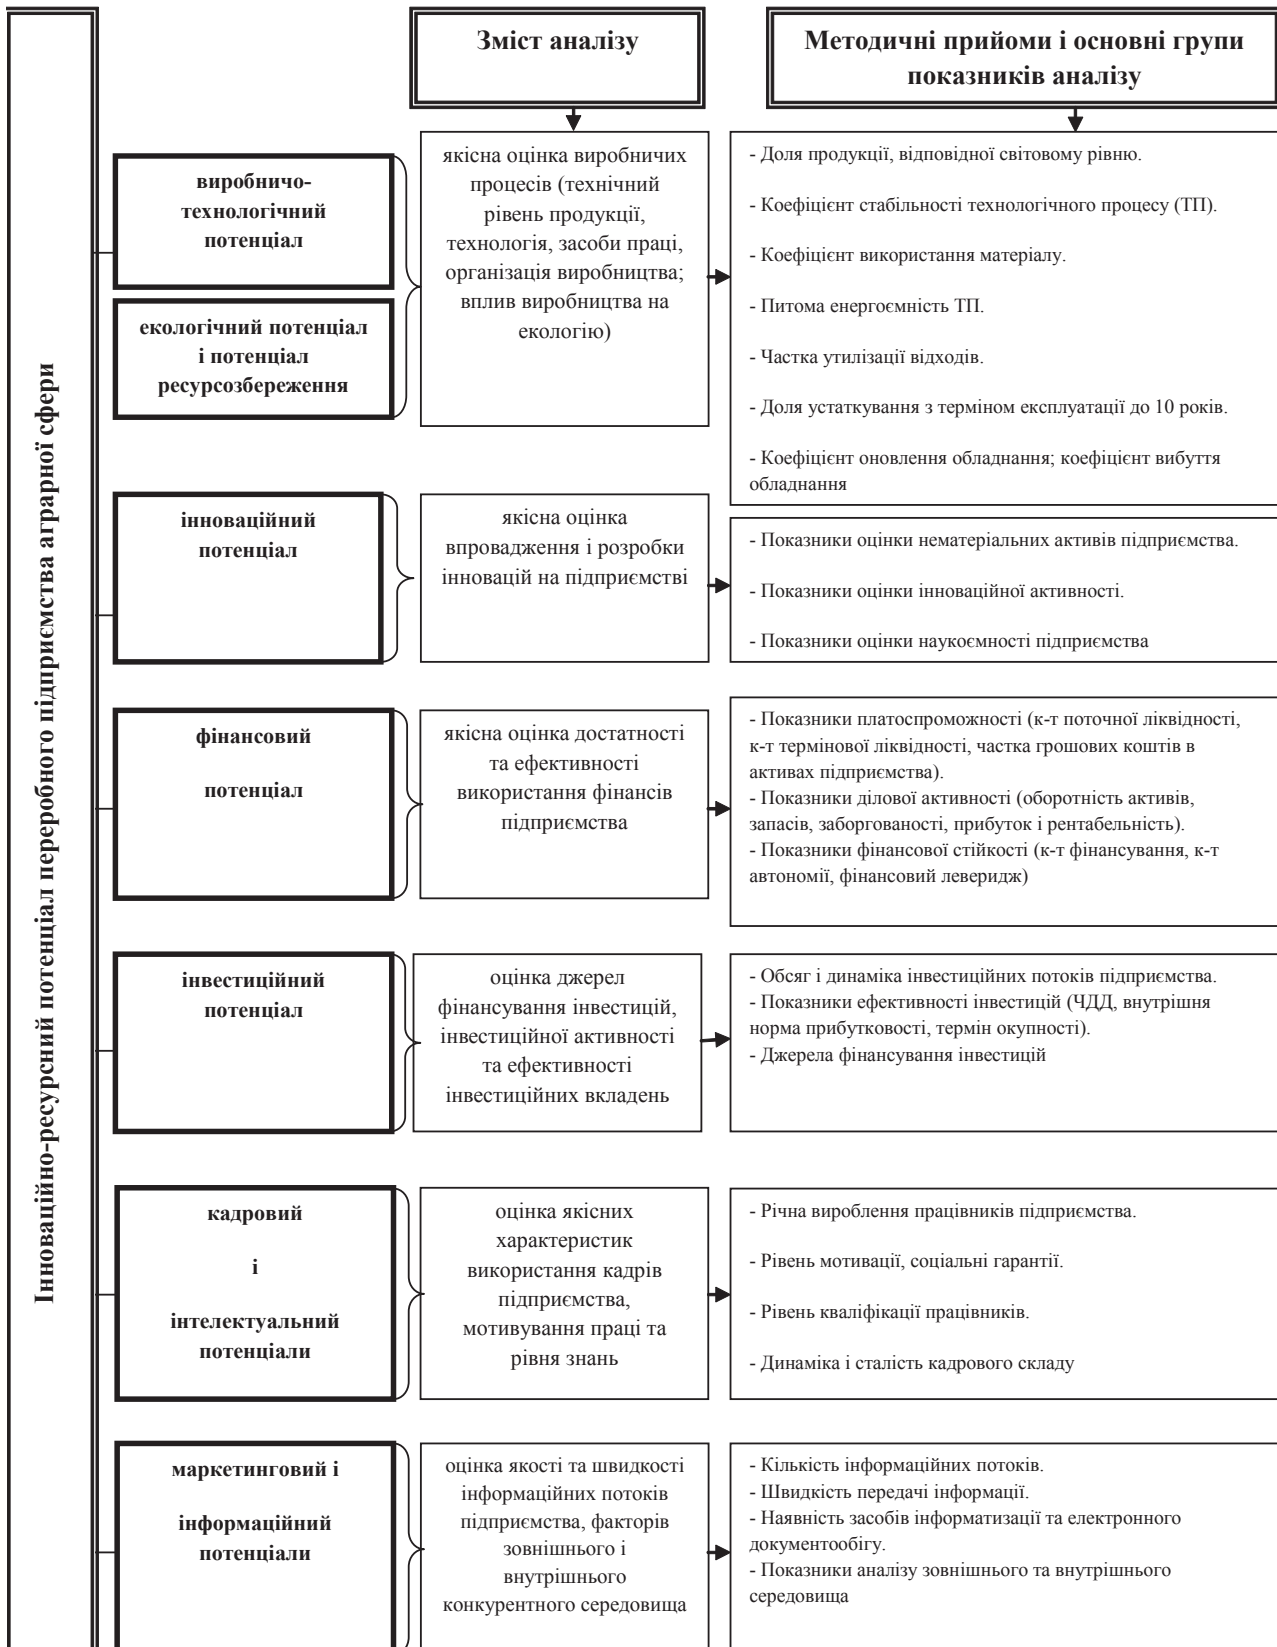 Інноваційно-ресурсний потенціал переробного підприємства аграрної сфери
Зміст аналізу
Методичні прийоми і основні групи
показників аналізу
виробничо-
технологічний
потенціал
екологічний потенціал
і потенціал
ресурсозбереження
якісна оцінка виробничих
процесів (технічний
рівень продукції,
технологія, засоби праці,
організація виробництва;
вплив виробництва на
екологію)
- Доля продукції, відповідної світовому рівню.
- Коефіцієнт стабільності технологічного процесу (ТП).
- Коефіцієнт використання матеріалу.
- Питома енергоємність ТП.
- Частка утилізації відходів.
- Доля устаткування з терміном експлуатації до 10 років.
- Коефіцієнт оновлення обладнання; коефіцієнт вибуття
обладнання
інноваційний
потенціал
якісна оцінка
впровадження і розробки
інновацій на підприємстві
- Показники оцінки нематеріальних активів підприємства.
- Показники оцінки інноваційної активності.
- Показники оцінки наукоємності підприємства
фінансовий
потенціал
якісна оцінка достатності
та ефективності
використання фінансів
підприємства
- Показники платоспроможності (к-т поточної ліквідності,
к-т термінової ліквідності, частка грошових коштів в
активах підприємства).
- Показники ділової активності (оборотність активів,
запасів, заборгованості, прибуток і рентабельність).
- Показники фінансової стійкості (к-т фінансування, к-т
автономії, фінансовий леверидж)
інвестиційний
потенціал
оцінка джерел
фінансування інвестицій,
інвестиційної активності
та ефективності
інвестиційних вкладень
- Обсяг і динаміка інвестиційних потоків підприємства.
- Показники ефективності інвестицій (ЧДД, внутрішня
норма прибутковості, термін окупності).
- Джерела фінансування інвестицій
кадровий
і
інтелектуальний
потенціали
оцінка якісних
характеристик
використання кадрів
підприємства,
мотивування праці та
рівня знань
- Річна вироблення працівників підприємства.
- Рівень мотивації, соціальні гарантії.
- Рівень кваліфікації працівників.
- Динаміка і сталість кадрового складу
маркетинговий і
інформаційний
потенціали
оцінка якості та швидкості
інформаційних потоків
підприємства, факторів
зовнішнього і
внутрішнього
конкурентного середовища
- Кількість інформаційних потоків.
- Швидкість передачі інформації.
- Наявність засобів інформатизації та електронного
документообігу.
- Показники аналізу зовнішнього та внутрішнього
середовища